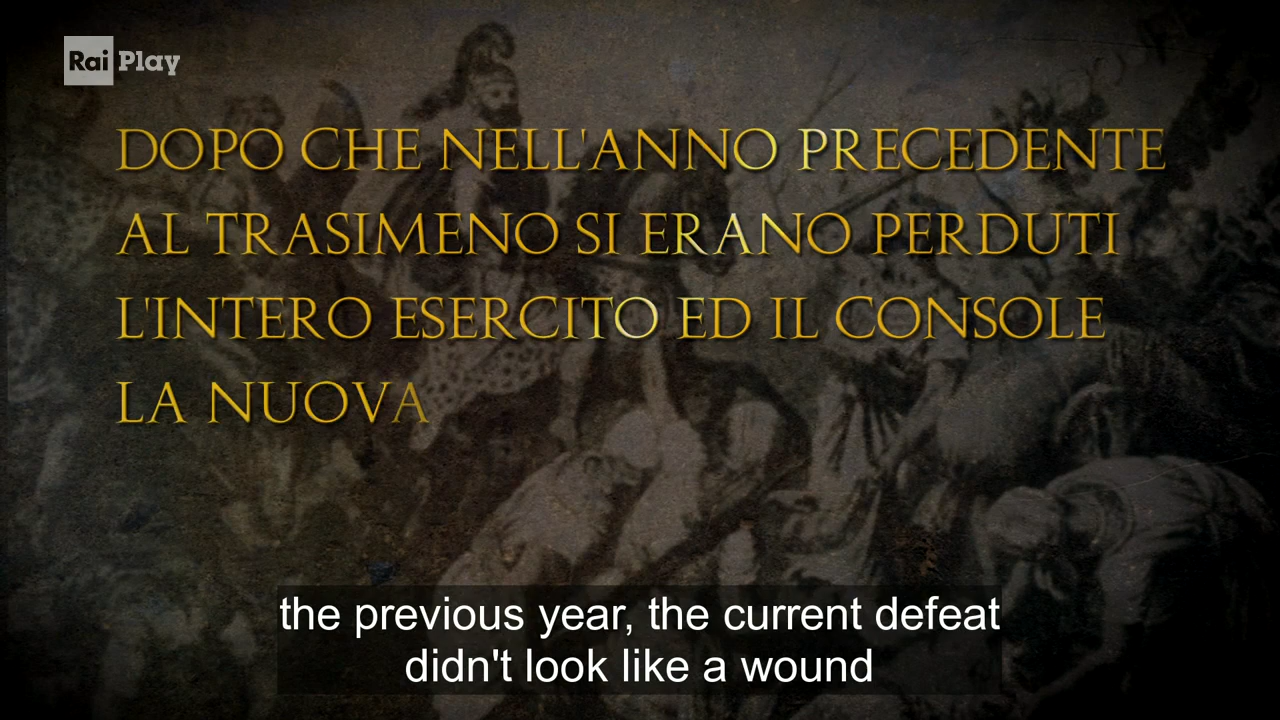 Rai Play
DOPO CHE NELL'ANNO PRECEDENTE
AL TRASIMENO SI ERANO PERDUTI
L'INTERO ESERCITO ED IL CONSOLE
LA NUOVA
the previous year, the current defeat
didn't look like a wound